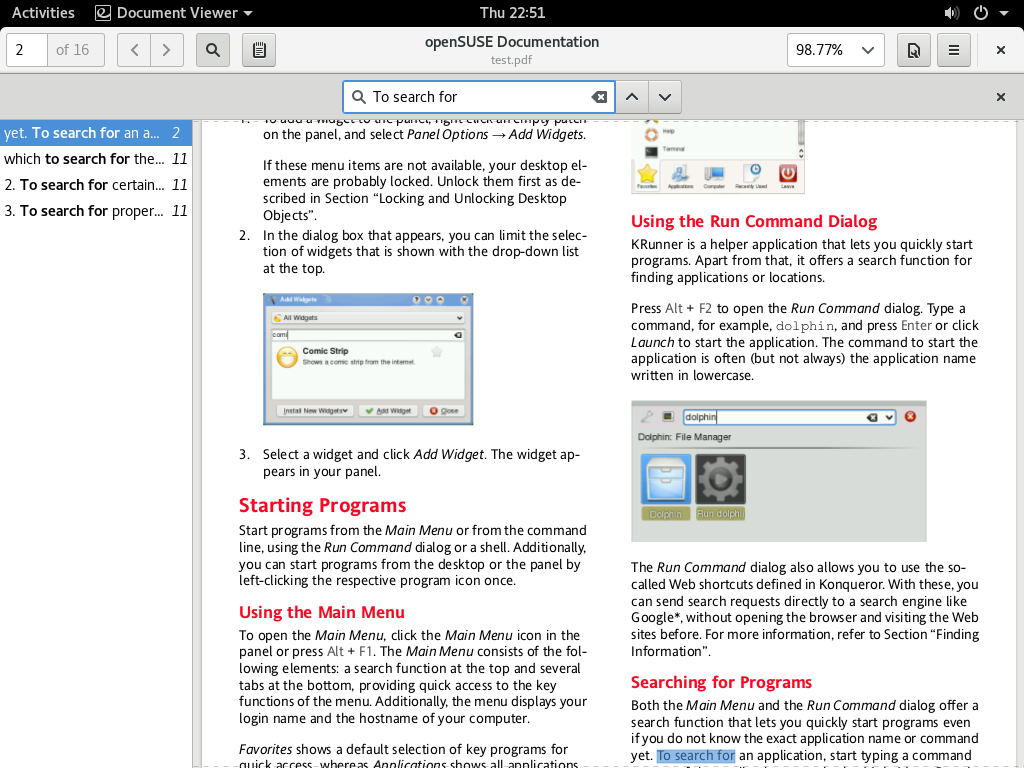 Activities Document Viewer Thu 22:51
2 of 16 openSUSE Documentation 98.77%
test.pdf
To search for
yet. To search for an a... 2
which to search for the... 11
2. To search for certain... 11
3. To search for proper... 11
1. To add a widget to the panel, right-click an empty patch
on the panel, and select Panel Options → Add Widgets.
If these menu items are not available, your desktop el-
ements are probably locked. Unlock them first as de-
scribed in Section “Locking and Unlocking Desktop
Objects”.
2. In the dialog box that appears, you can limit the selec-
tion of widgets that is shown with the drop-down list
at the top.
Add Widgets
All Widgets
comi
Comic Strip
Shows a comic strip from the internet.
Install New Widgets Add Widget Close
3. Select a widget and click Add Widget. The widget ap-
pears in your panel.
Starting Programs
Start programs from the Main Menu or from the command
line, using the Run Command dialog or a shell. Additionally,
you can start programs from the desktop or the panel by
left-clicking the respective program icon once.
Using the Main Menu
To open the Main Menu, click the Main Menu icon in the
panel or press Alt + F1. The Main Menu consists of the fol-
lowing elements: a search function at the top and several
tabs at the bottom, providing quick access to the key
functions of the menu. Additionally, the menu displays your
login name and the hostname of your computer.
Favorites shows a default selection of key programs for
quick access, whereas Applications shows all applications
Help
Terminal
Favorites Applications Computer Recently Used Leave
Using the Run Command Dialog
KRunner is a helper application that lets you quickly start
programs. Apart from that, it offers a search function for
finding applications or locations.
Press Alt + F2 to open the Run Command dialog. Type a
command, for example, dolphin, and press Enter or click
Launch to start the application. The command to start the
application is often (but not always) the application name
written in lowercase.
dolphin
Dolphin: File Manager
Dolphin Run dolphi
The Run Command dialog also allows you to use the so-
called Web shortcuts defined in Konqueror. With these, you
can send search requests directly to a search engine like
Google*, without opening the browser and visiting the Web
sites before. For more information, refer to Section “Finding
Information”.
Searching for Programs
Both the Main Menu and the Run Command dialog offer a
search function that lets you quickly start programs even
if you do not know the exact application name or command
yet. To search for an application, start typing a command